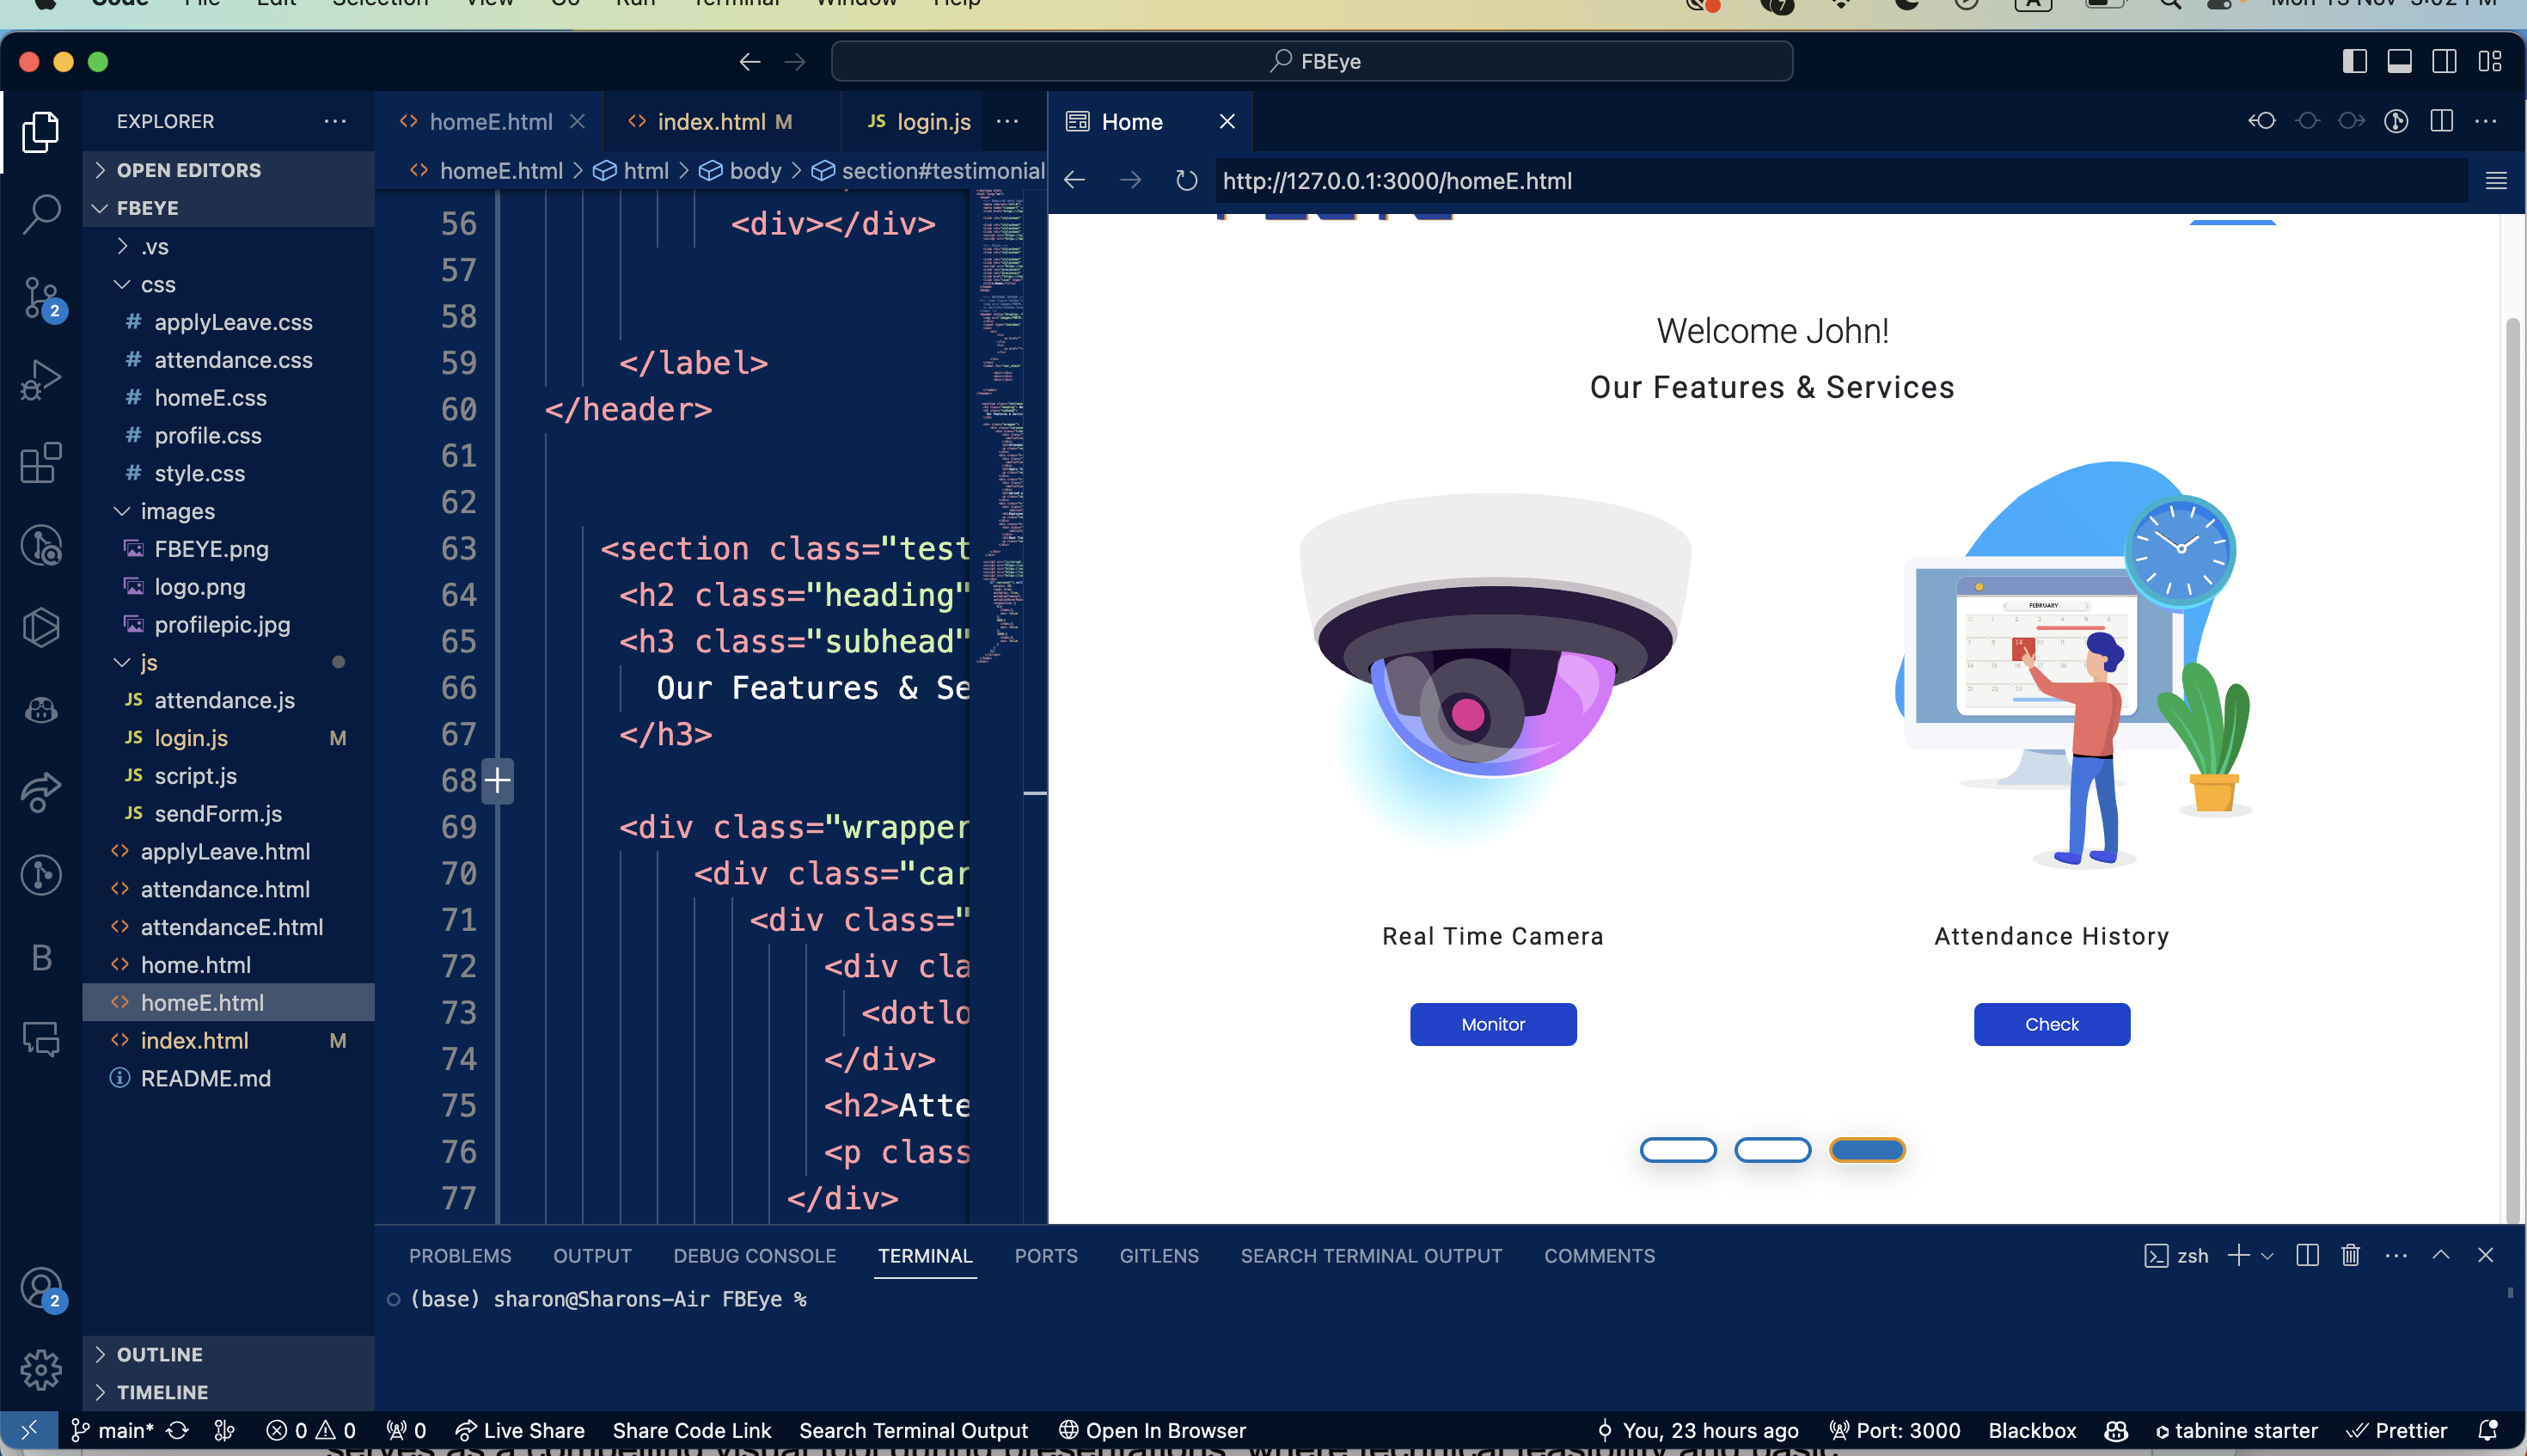 FBEye
EXPLORER
OPEN EDITORS
FBEYE
.vs
css
# applyLeave.css
# attendance.css
# homeE.css
# profile.css
# style.css
images
FBEYE.png
logo.png
profilepic.jpg
js
JS attendance.js
JS login.js M
JS script.js
JS sendForm.js
<> applyLeave.html
<> attendance.html
<> attendanceE.html
<> home.html
<> homeE.html
<> index.html M
README.md
OUTLINE
TIMELINE
2
2
B
<> homeE.html <> index.html M JS login.js
<> homeE.html > html > body > section#testimonial
56 <div></div>
57
58
59 </label>
60 </header>
61
62
63 <section class="test
64 <h2 class="heading"
65 <h3 class="subhead"
66 Our Features & Se
67 </h3>
68
69 <div class="wrapper
70 <div class="car
71 <div class="
72 <div cla
73 <dotlo
74 </div>
75 <h2>Atte
76 <p class
77 </div>
Home
http://127.0.0.1:3000/homeE.html
Welcome John!
Our Features & Services
FEBRUARY
Real Time Camera
Attendance History
Monitor
Check
PROBLEMS OUTPUT DEBUG CONSOLE TERMINAL PORTS GITLENS SEARCH TERMINAL OUTPUT COMMENTS
zsh
(base) sharon@Sharons-Air FBEye %
main* 0 0 0 Live Share Share Code Link Search Terminal Output Open In Browser You, 23 hours ago Port: 3000 Blackbox tabnine starter Prettier